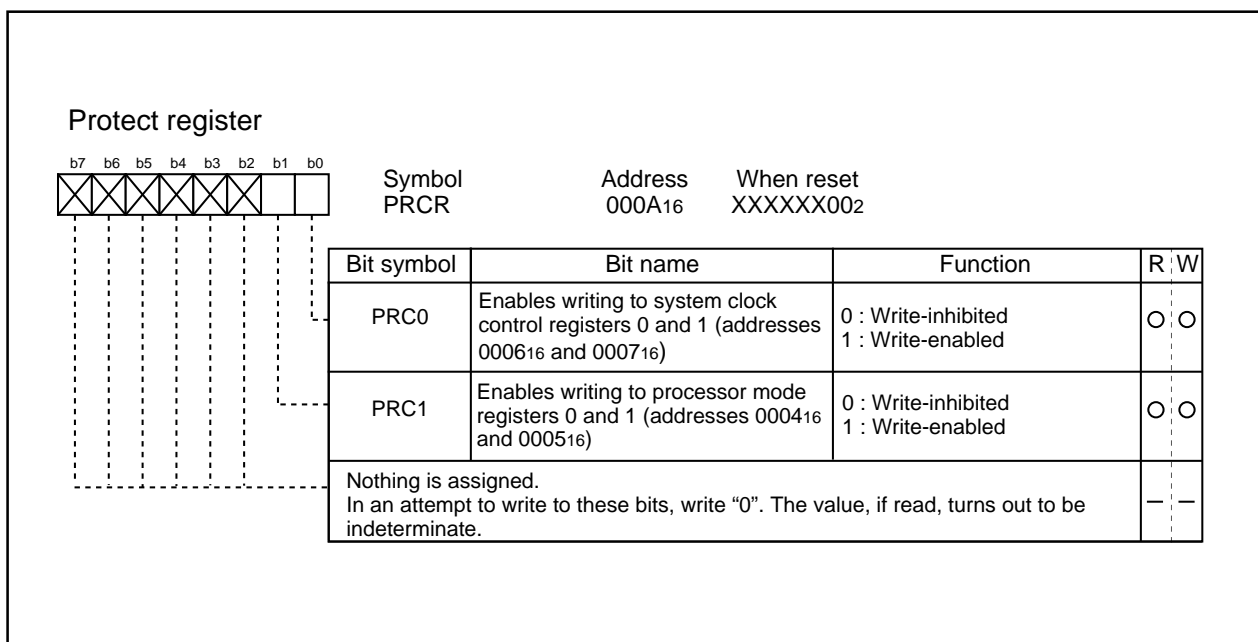 Protect register
b7 b6 b5 b4 b3 b2 b1 b0
Symbol Address When reset
PRCR 000A16 XXXXXX002
Bit symbol Bit name Function R W
PRC0 Enables writing to system clock
control registers 0 and 1 (addresses
000616 and 000716) 0 : Write-inhibited
1 : Write-enabled
PRC1 Enables writing to processor mode
registers 0 and 1 (addresses 000416
and 000516) 0 : Write-inhibited
1 : Write-enabled
Nothing is assigned.
In an attempt to write to these bits, write “0”. The value, if read, turns out to be
indeterminate. – –